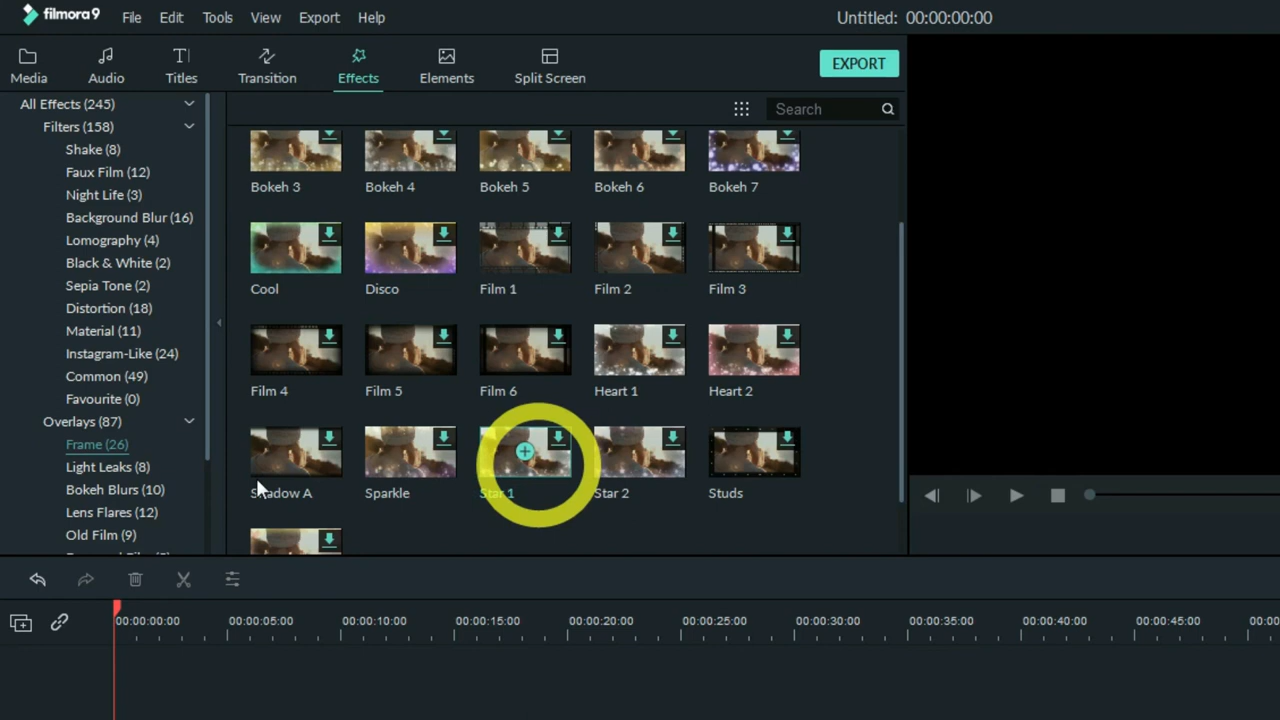 filmora9 File Edit Tools View Export Help Untitled: 00:00:00:00
Media Audio Titles Transition Effects Elements Split Screen EXPORT
All Effects (245)
Filters (158)
Shake (8)
Faux Film (12)
Night Life (3)
Background Blur (16)
Lomography (4)
Black & White (2)
Sepia Tone (2)
Distortion (18)
Material (11)
Instagram-Like (24)
Common (49)
Favourite (0)
Overlays (87)
Frame (26)
Light Leaks (8)
Bokeh Blurs (10)
Lens Flares (12)
Old Film (9)
Search
Bokeh 3 Bokeh 4 Bokeh 5 Bokeh 6 Bokeh 7
Cool Disco Film 1 Film 2 Film 3
Film 4 Film 5 Film 6 Heart 1 Heart 2
Shadow A Sparkle Star 1 Star 2 Studs
00:00:00:00 00:00:05:00 00:00:10:00 00:00:15:00 00:00:20:00 00:00:25:00 00:00:30:00 00:00:35:00 00:00:40:00 00:00:45:00